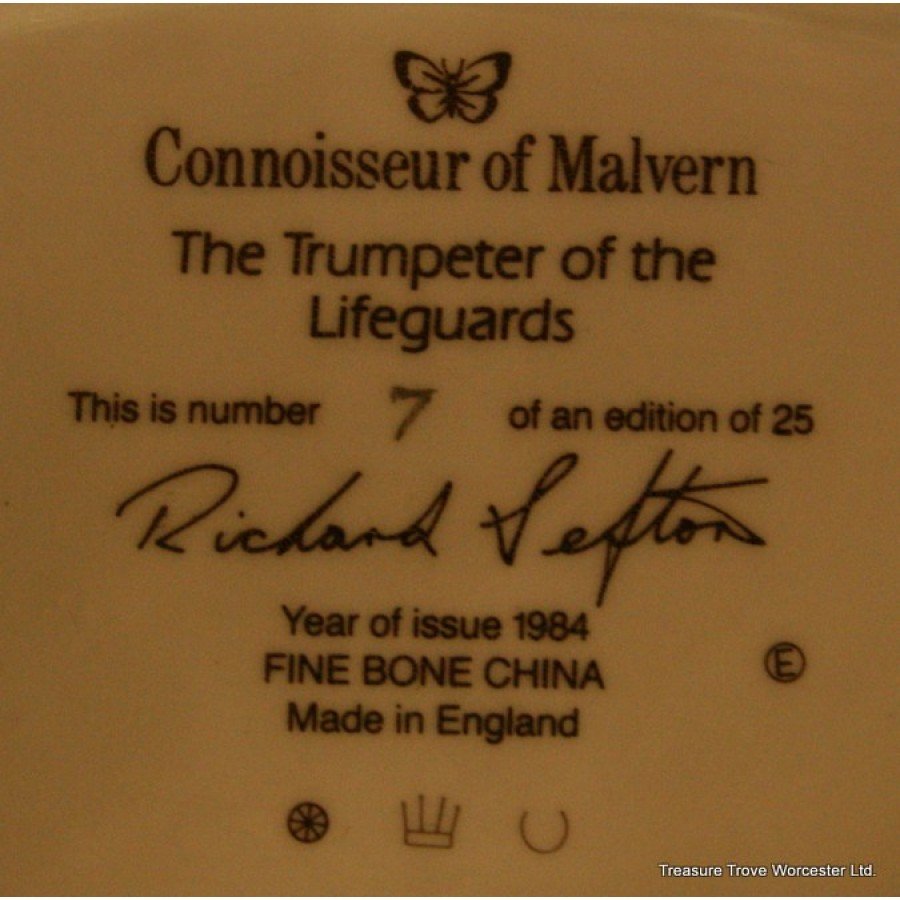 Connoisseur of Malvern
The Trumpeter of the
Lifeguards
This is number 7 of an edition of 25
Richard Sefton
Year of issue 1984
FINE BONE CHINA
Made in England
E
Treasure Trove Worcester Ltd.